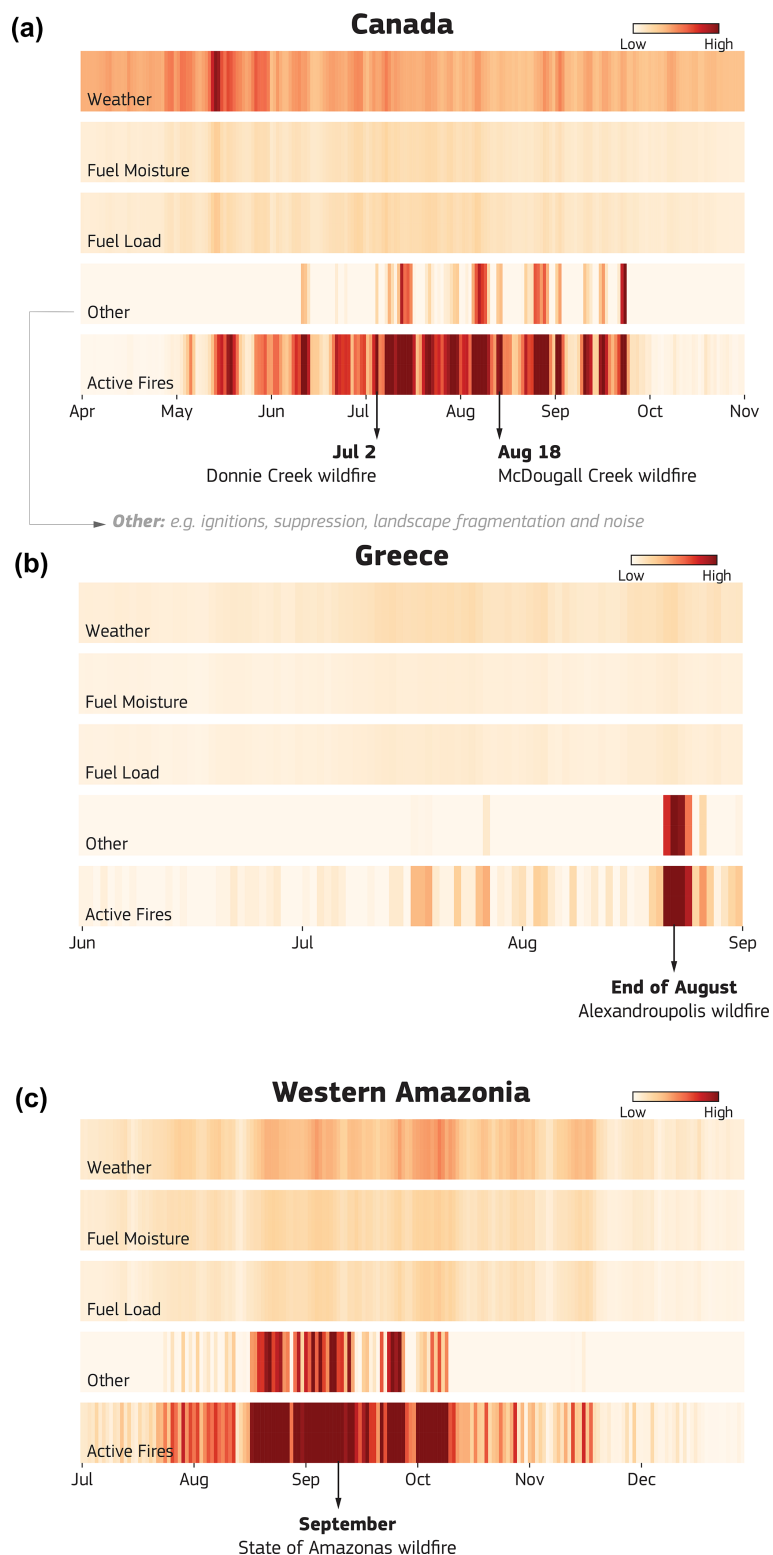 (a)
Canada
Low High
Weather
Fuel Moisture
Fuel Load
Other
Active Fires
Apr May Jun Jul Aug Sep Oct Nov
Jul 2 Aug 18
Donnie Creek wildfire McDougall Creek wildfire
Other: e.g. ignitions, suppression, landscape fragmentation and noise
(b)
Greece
Low High
Weather
Fuel Moisture
Fuel Load
Other
Active Fires
Jun Jul Aug Sep
End of August
Alexandroupolis wildfire
(c)
Western Amazonia
Low High
Weather
Fuel Moisture
Fuel Load
Other
Active Fires
Jul Aug Sep Oct Nov Dec
September
State of Amazonas wildfire